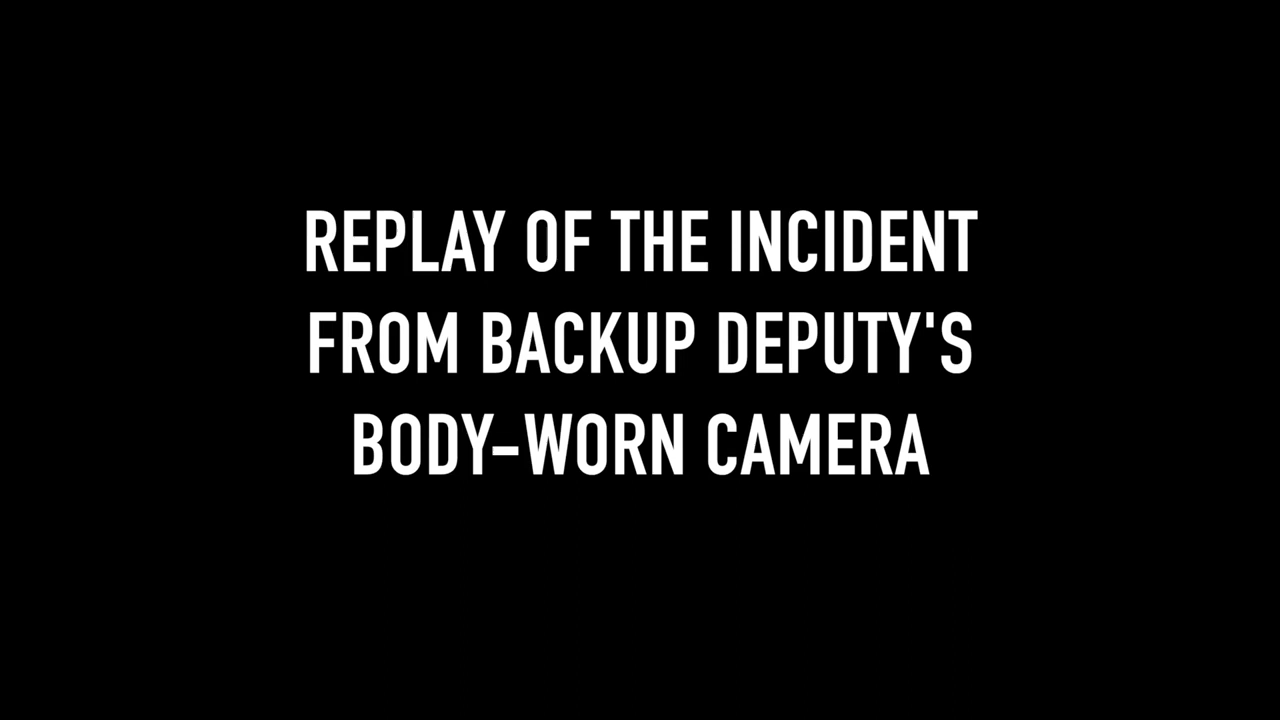 REPLAY OF THE INCIDENT
FROM BACKUP DEPUTY'S
BODY-WORN CAMERA